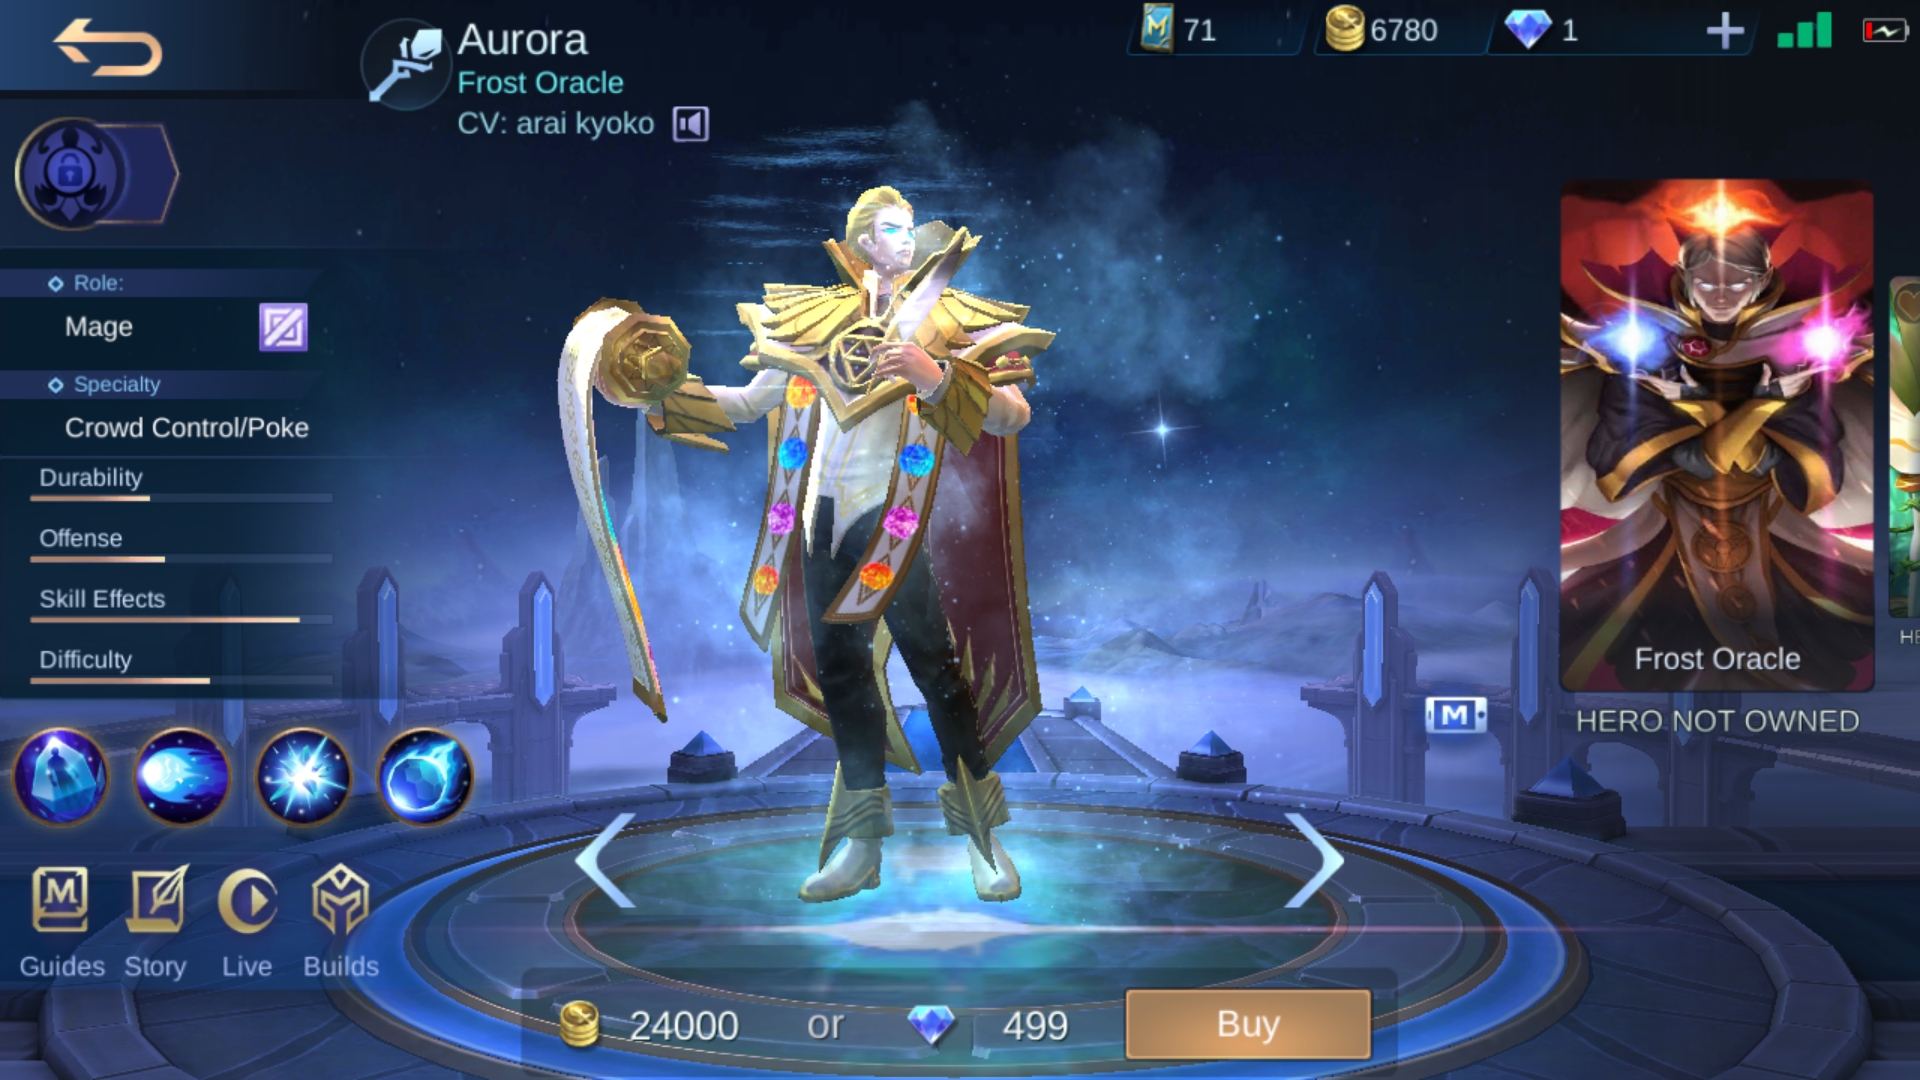 Aurora
Frost Oracle
CV: arai kyoko
M 71
6780
1
Role:
Mage
Specialty
Crowd Control/Poke
Durability
Offense
Skill Effects
Difficulty
M
Guides
Story
Live
Builds
Frost Oracle
M
HERO NOT OWNED
24000 or 499
Buy